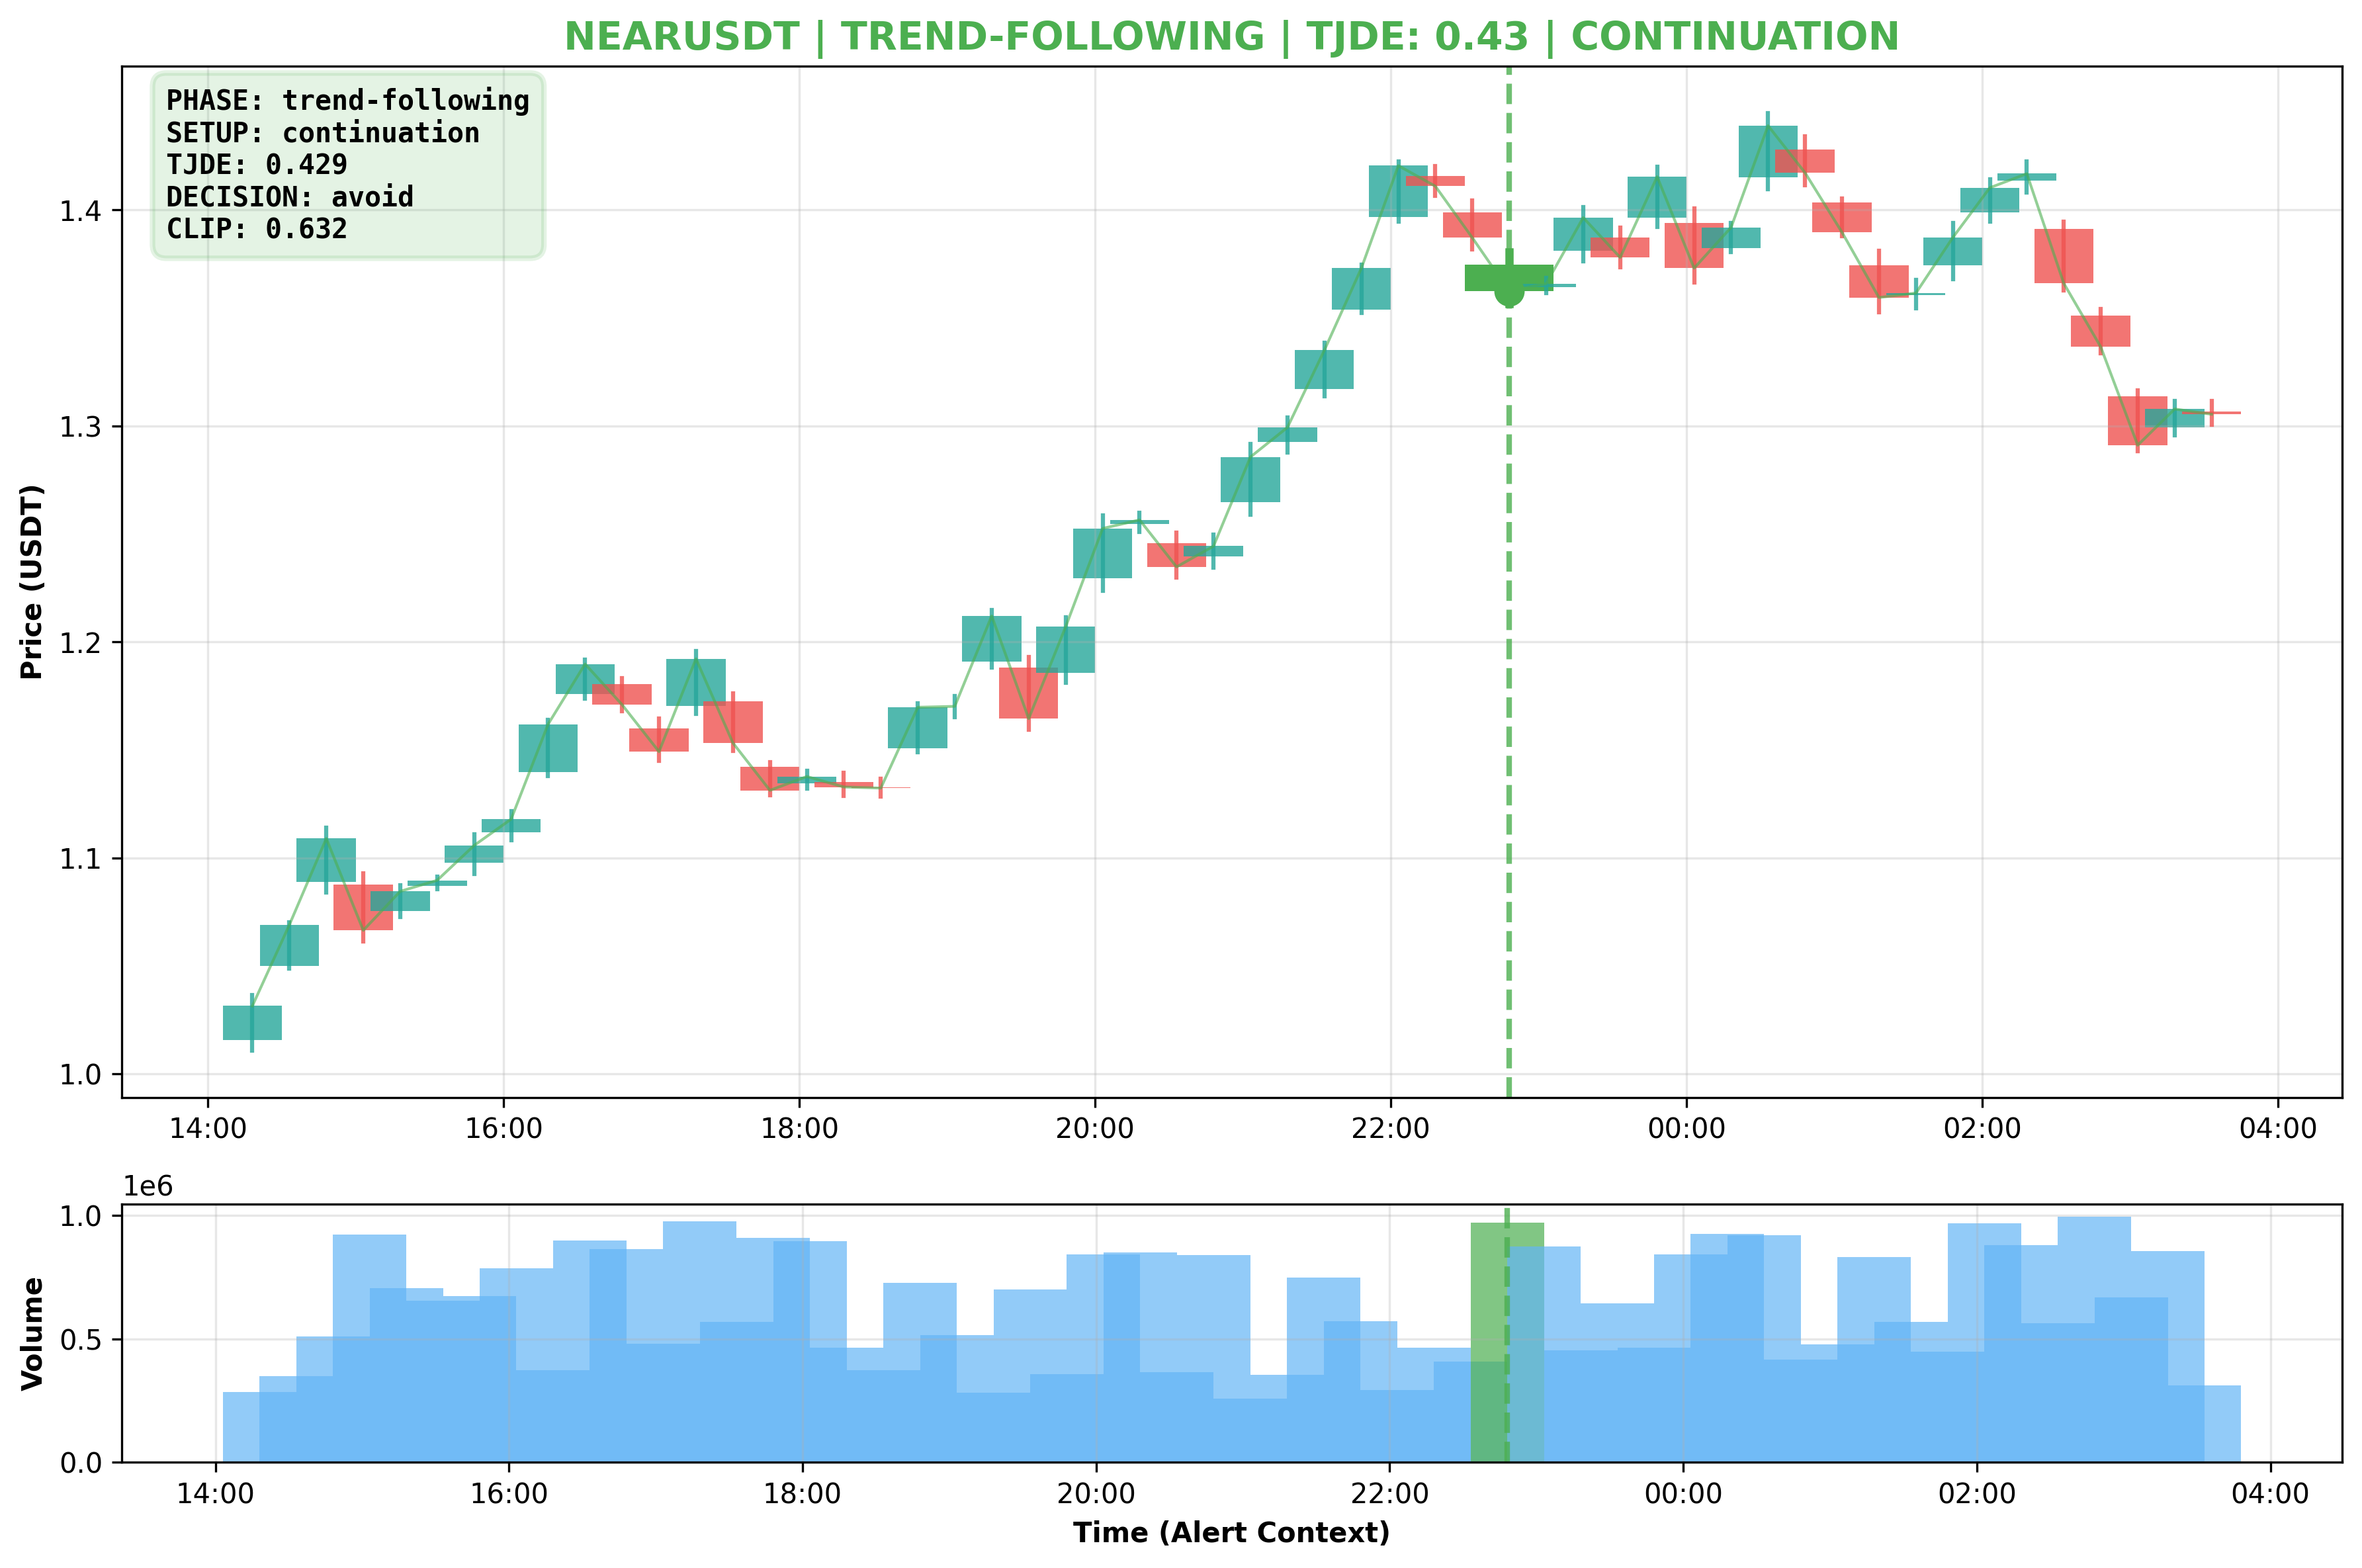 NEARUSDT | TREND-FOLLOWING | TJDE: 0.43 | CONTINUATION
PHASE: trend-following
SETUP: continuation
TJDE: 0.429
DECISION: avoid
CLIP: 0.632
Price (USDT)
1.4
1.3
1.2
1.1
1.0
14:00 16:00 18:00 20:00 22:00 00:00 02:00 04:00
1e6
Volume
1.0
0.5
0.0
14:00 16:00 18:00 20:00 22:00 00:00 02:00 04:00
Time (Alert Context)